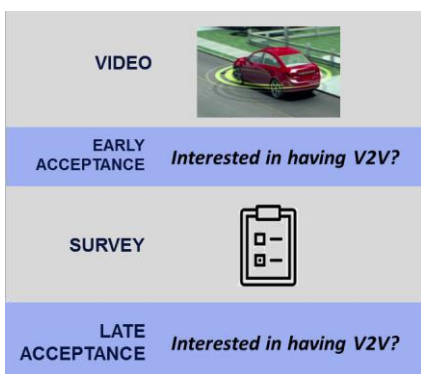 VIDEO
EARLY
ACCEPTANCE
Interested in having V2V?
SURVEY
LATE
ACCEPTANCE
Interested in having V2V?